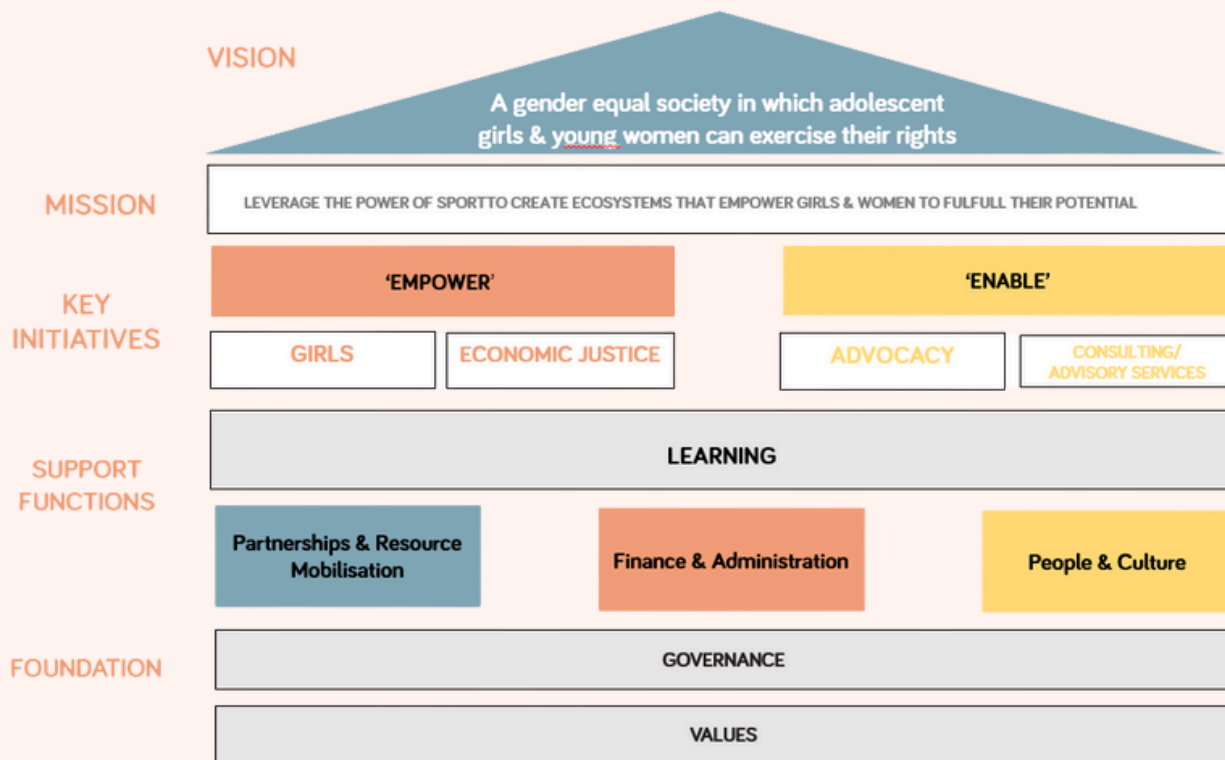 VISION
A gender equal society in which adolescent
girls & young women can exercise their rights
MISSION
LEVERAGE THE POWER OF SPORTTO CREATE ECOSYSTEMS THAT EMPOWER GIRLS & WOMEN TO FULFULL THEIR POTENTIAL
KEY
INITIATIVES
‘EMPOWER’
‘ENABLE’
GIRLS
ECONOMIC JUSTICE
ADVOCACY
CONSULTING/
ADVISORY SERVICES
SUPPORT
FUNCTIONS
LEARNING
Partnerships & Resource
Mobilisation
Finance & Administration
People & Culture
FOUNDATION
GOVERNANCE
VALUES